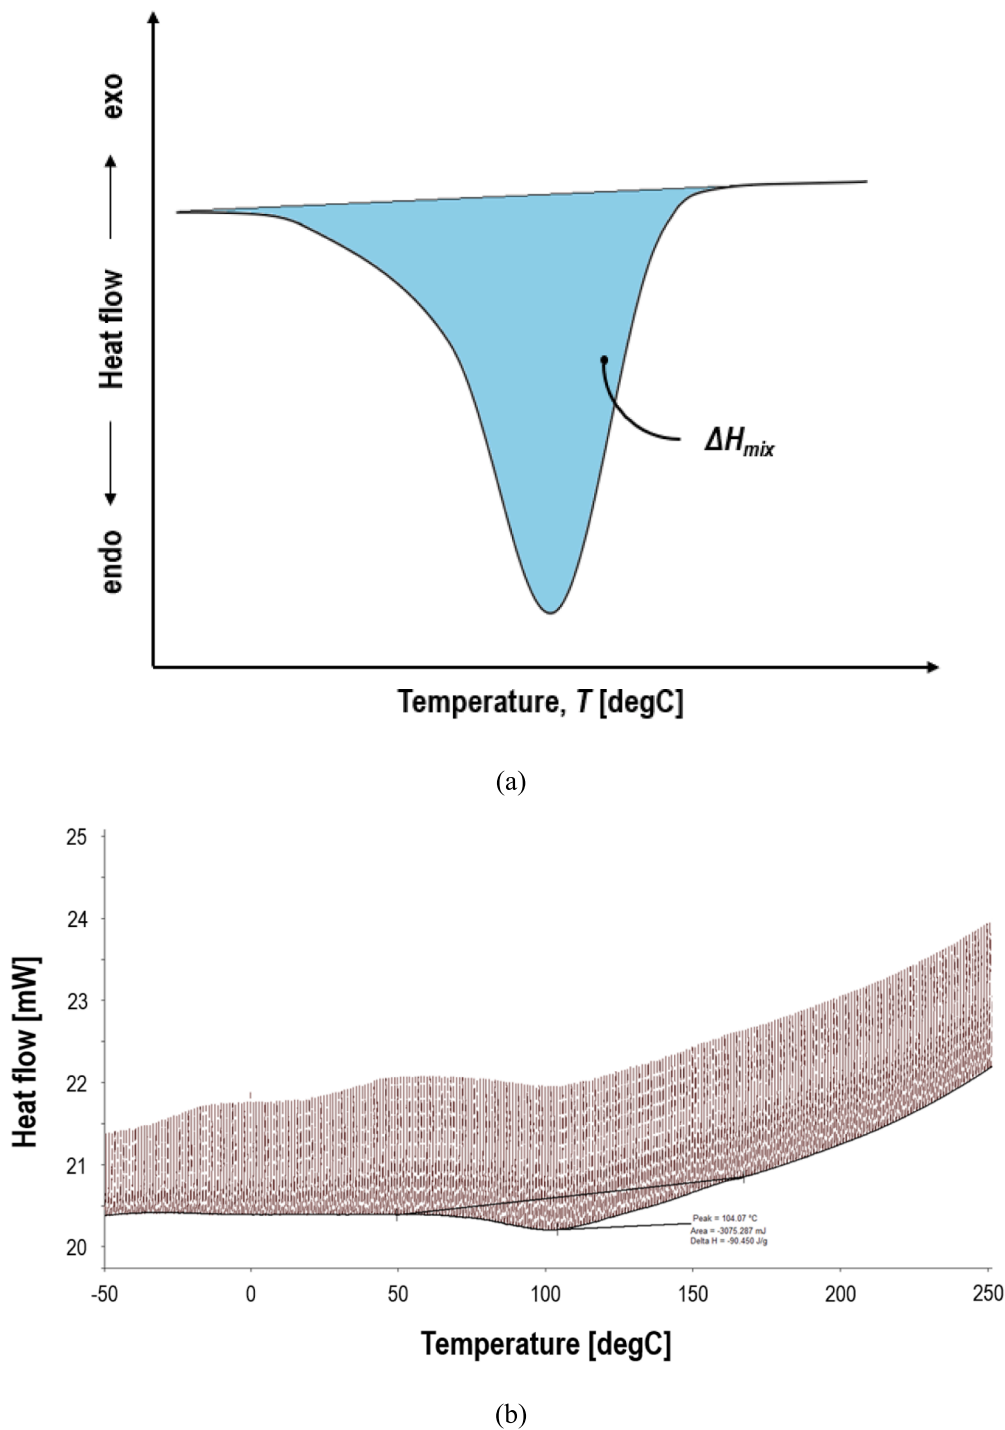 exo
Heat flow
endo
ΔHmix
Temperature, T [degC]
(a)
25
24
23
22
21
20
Heat flow [mW]
Peak = 104.07 °C
Area = -3075.287 mJ
Delta H = -90.450 J/g
-50 0 50 100 150 200 250
Temperature [degC]
(b)